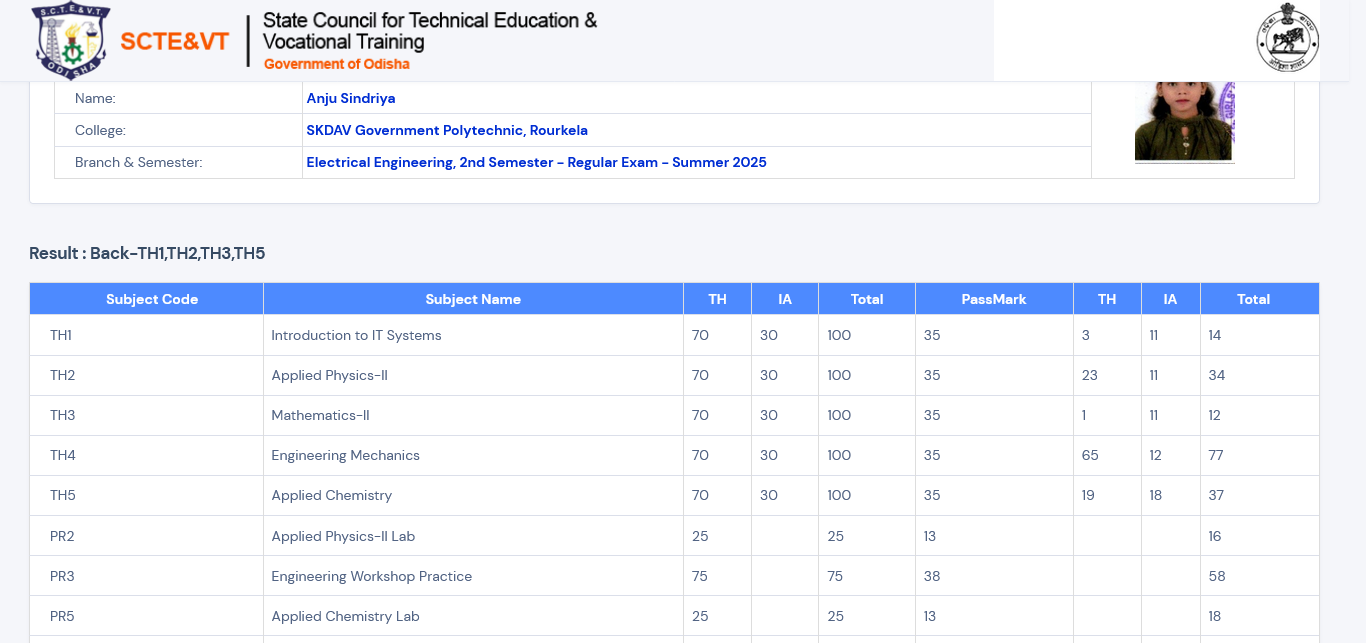 S.C.T.E.&V.T.
ODISHA
SCTE&VT
State Council for Technical Education &
Vocational Training
Government of Odisha
Name: Anju Sindriya
College: SKDAV Government Polytechnic, Rourkela
Branch & Semester: Electrical Engineering, 2nd Semester - Regular Exam - Summer 2025
Result : Back-TH1,TH2,TH3,TH5
Subject Code Subject Name TH IA Total PassMark TH IA Total
TH1 Introduction to IT Systems 70 30 100 35 3 11 14
TH2 Applied Physics-II 70 30 100 35 23 11 34
TH3 Mathematics-II 70 30 100 35 1 11 12
TH4 Engineering Mechanics 70 30 100 35 65 12 77
TH5 Applied Chemistry 70 30 100 35 19 18 37
PR2 Applied Physics-II Lab 25 25 13 16
PR3 Engineering Workshop Practice 75 75 38 58
PR5 Applied Chemistry Lab 25 25 13 18